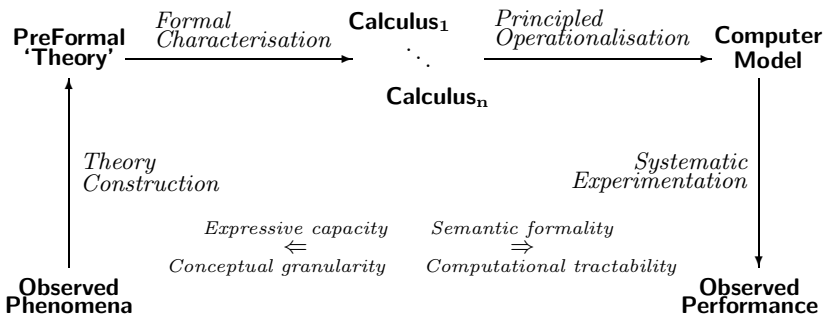 Formal
Characterisation
Calculus1
Principled
Operationalisation
PreFormal
'Theory'
⋱
Calculusn
Computer
Model
Theory
Construction
Systematic
Experimentation
Expressive capacity
Semantic formality
⇐
⇒
Conceptual granularity
Computational tractability
Observed
Phenomena
Observed
Performance